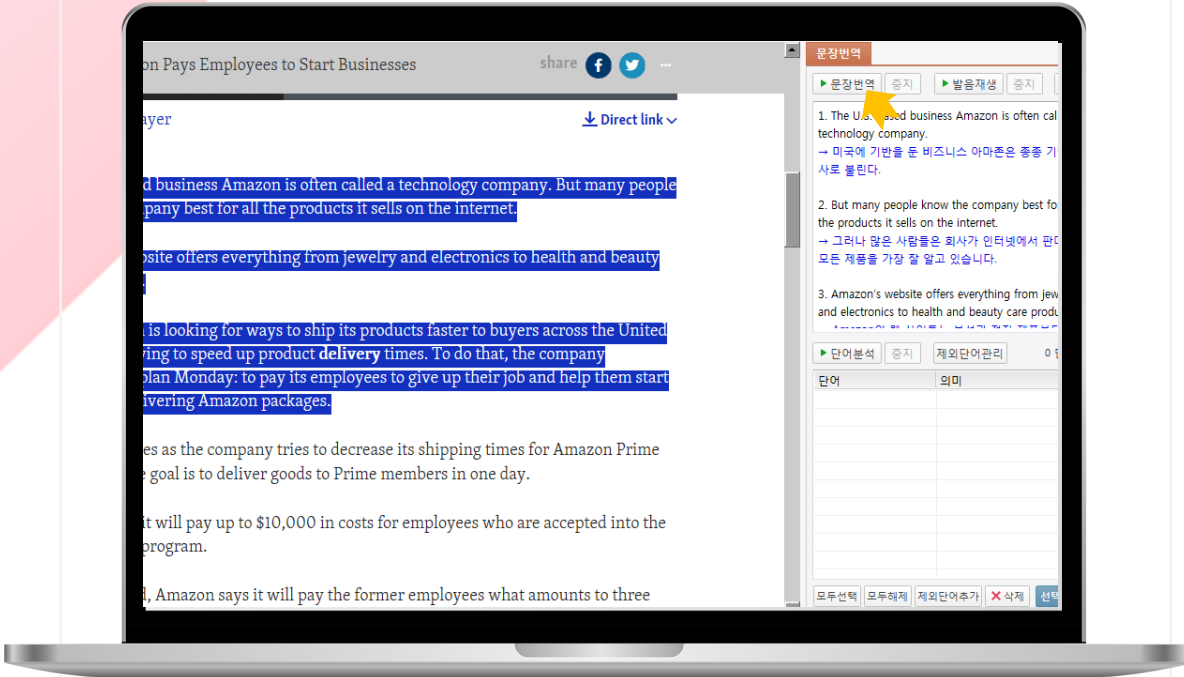 on Pays Employees to Start Businesses
share
ayer
Direct link
d business Amazon is often called a technology company. But many people
pany best for all the products it sells on the internet.
site offers everything from jewelry and electronics to health and beauty
is looking for ways to ship its products faster to buyers across the United
ying to speed up product delivery times. To do that, the company
plan Monday: to pay its employees to give up their job and help them start
ivering Amazon packages.
es as the company tries to decrease its shipping times for Amazon Prime
goal is to deliver goods to Prime members in one day.
it will pay up to $10,000 in costs for employees who are accepted into the
program.
, Amazon says it will pay the former employees what amounts to three
문장번역
문장번역 중지 발음재생 중지
1. The U.S. based business Amazon is often cal
technology company.
→ 미국에 기반을 둔 비즈니스 아마존은 종종 기
사로 불린다.
2. But many people know the company best fo
the products it sells on the internet.
→ 그러나 많은 사람들은 회사가 인터넷에서 판
모든 제품을 가장 잘 알고 있습니다.
3. Amazon's website offers everything from jew
and electronics to health and beauty care produ
단어분석 중지 제외단어관리 0
단어 의미
모두선택 모두해제 제외단어추가 삭제 선택